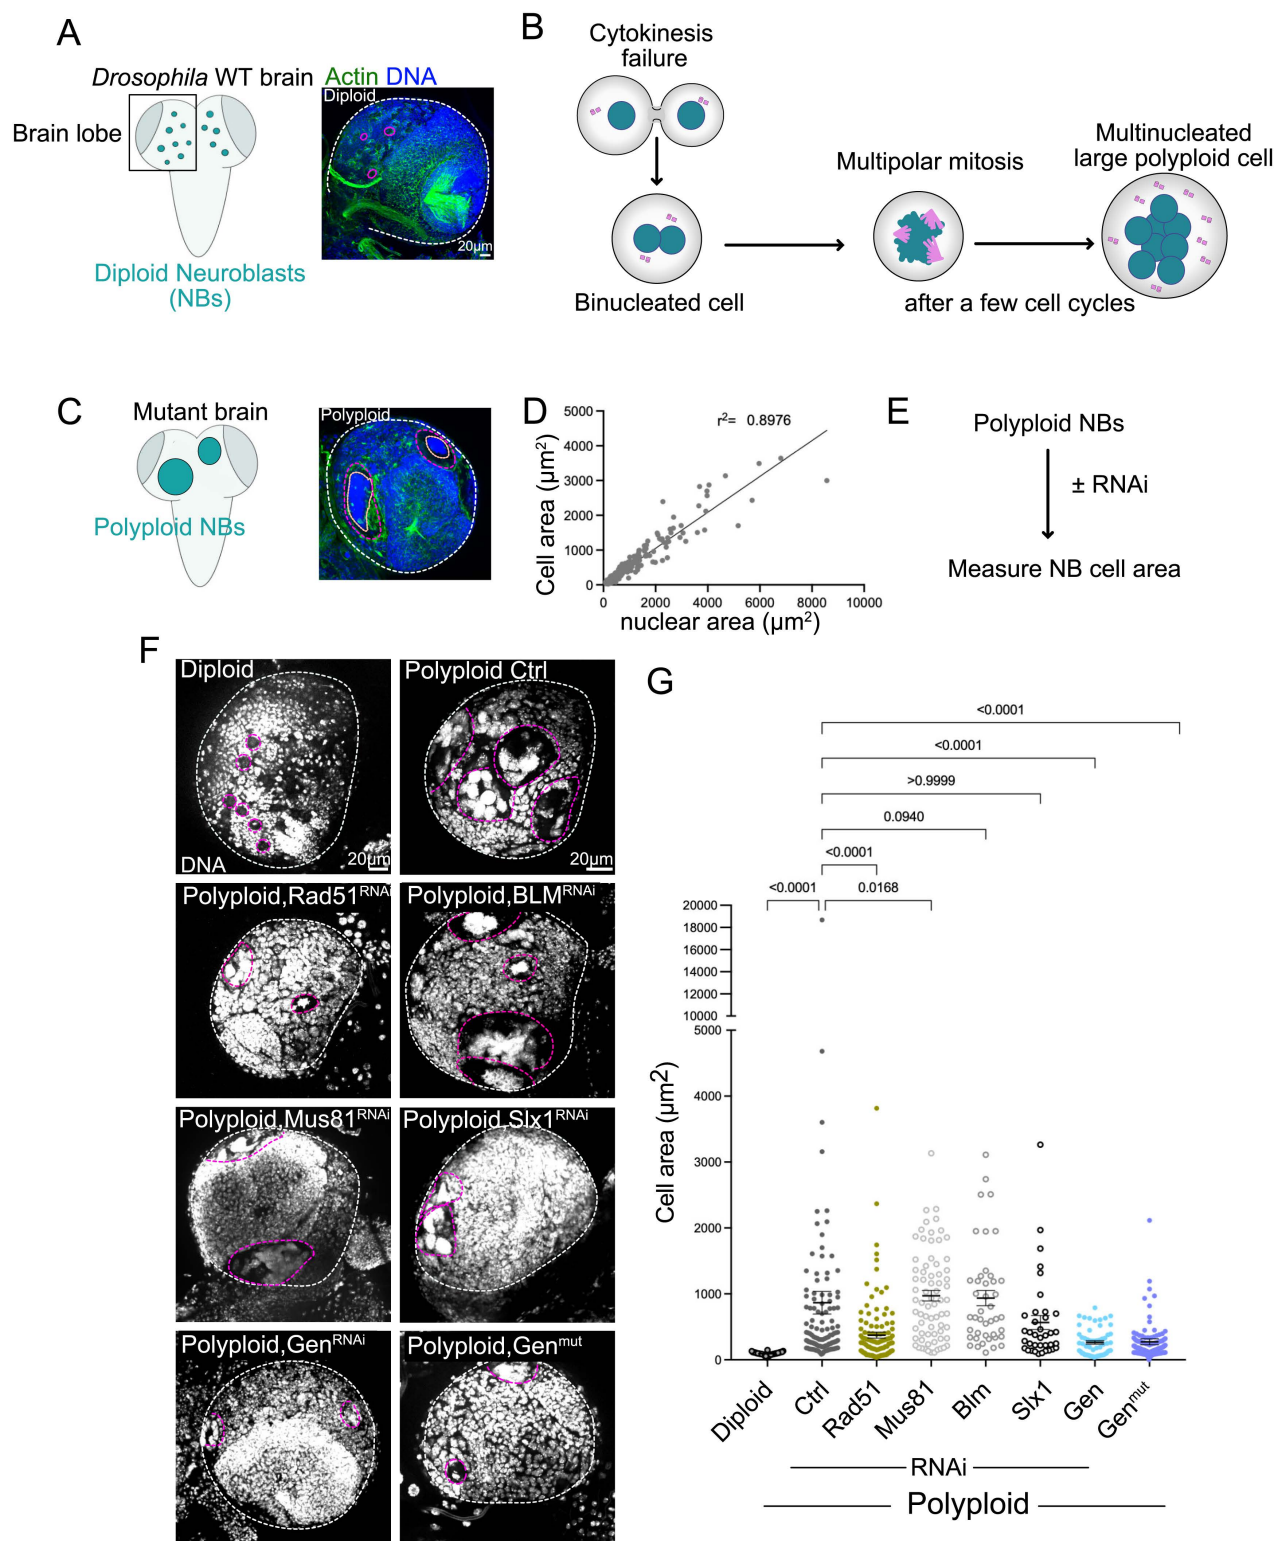 A
Drosophila WT brain Actin DNA
Brain lobe
Diploid
20µm
Diploid Neuroblasts
(NBs)
B
Cytokinesis
failure
Binucleated cell
Multipolar mitosis
after a few cell cycles
Multinucleated
large polyploid cell
C
Mutant brain
Polyploid NBs
Polyploid
D
r²= 0.8976
Cell area (µm²)
5000
4000
3000
2000
1000
0
0 2000 4000 6000 8000 10000
nuclear area (µm²)
E
Polyploid NBs
± RNAi
Measure NB cell area
F
Diploid
DNA
20µm
Polyploid Ctrl
20µm
Polyploid,Rad51RNAi
Polyploid,BLMRNAi
Polyploid,Mus81RNAi
Polyploid,Slx1RNAi
Polyploid,GenRNAi
Polyploid,Genmut
G
<0.0001
<0.0001
>0.9999
0.0940
<0.0001
<0.0001 0.0168
Cell area (µm2)
20000
18000
16000
14000
12000
10000
5000
4000
3000
2000
1000
0
Diploid Ctrl Rad51 Mus81 Blm Slx1 Gen Genmut
RNAi
Polyploid